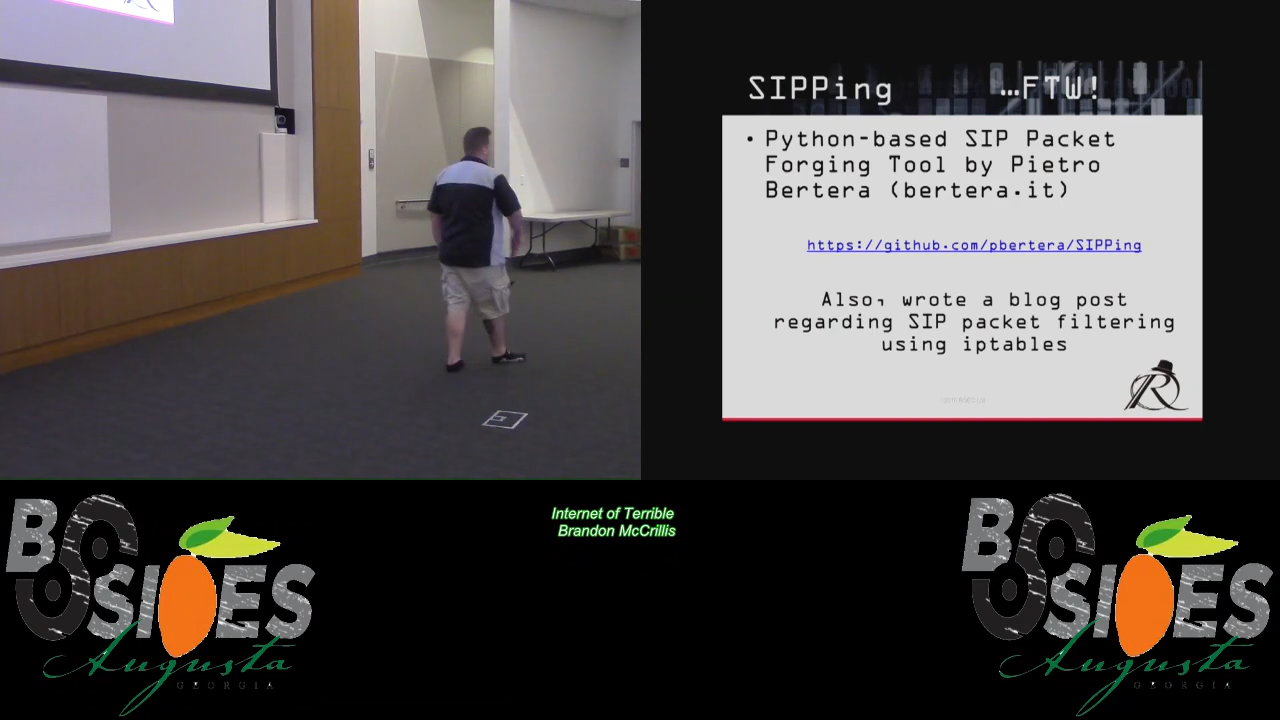 SIPPing …FTW!
• Python-based SIP Packet
Forging Tool by Pietro
Bertera (bertera.it)
https://github.com/pbertera/SIPPing
Also, wrote a blog post
regarding SIP packet filtering
using iptables
R
Internet of Terrible
Brandon McCrillis
BSIDES
Augusta
GEORGIA
BSIDES
Augusta
GEORGIA